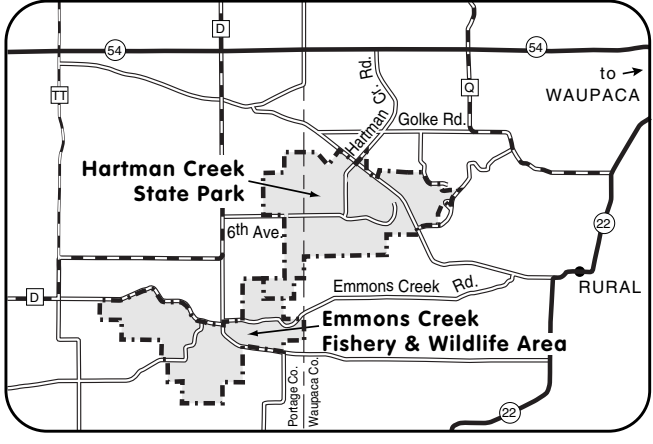 D
54
54
to
WAUPACA
TT
Q
Hartman Cr. Rd.
Golke Rd.
Hartman Creek
State Park
6th Ave.
22
Emmons Creek Rd.
RURAL
D
Emmons Creek
Fishery & Wildlife Area
Portage Co.
Waupaca Co.
22